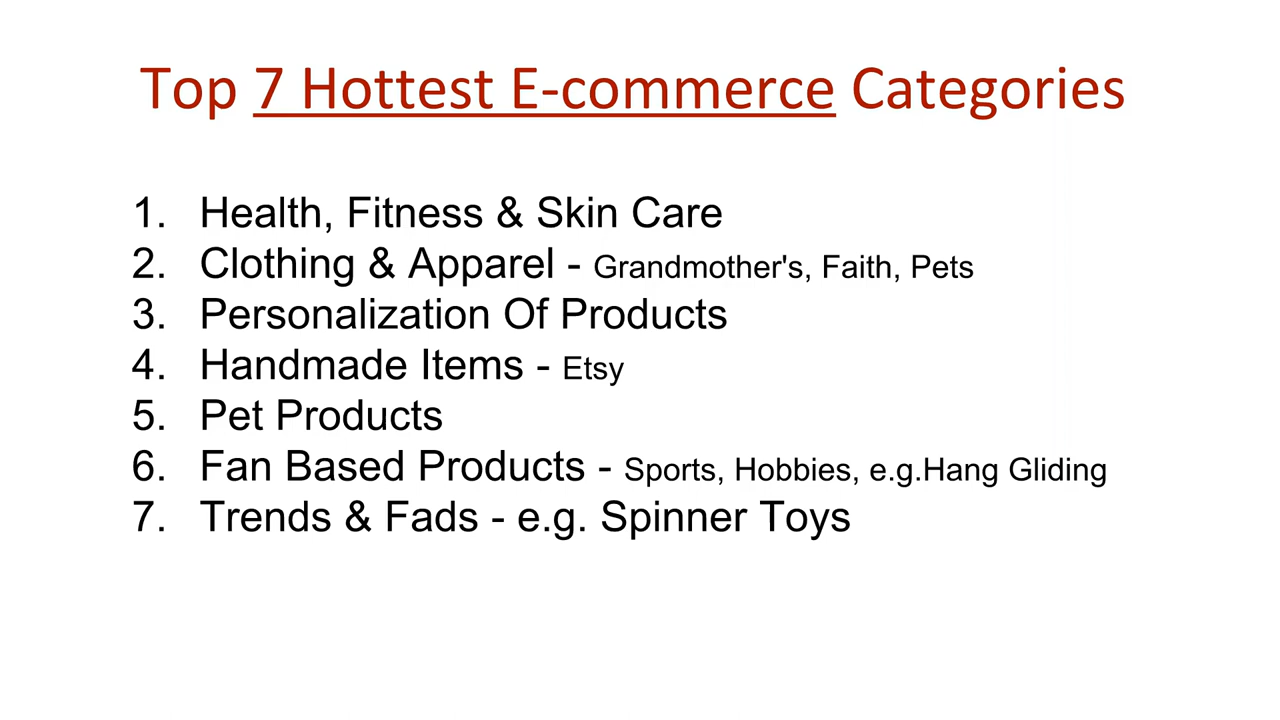 Top 7 Hottest E-commerce Categories
1. Health, Fitness & Skin Care
2. Clothing & Apparel - Grandmother's, Faith, Pets
3. Personalization Of Products
4. Handmade Items - Etsy
5. Pet Products
6. Fan Based Products - Sports, Hobbies, e.g.Hang Gliding
7. Trends & Fads - e.g. Spinner Toys